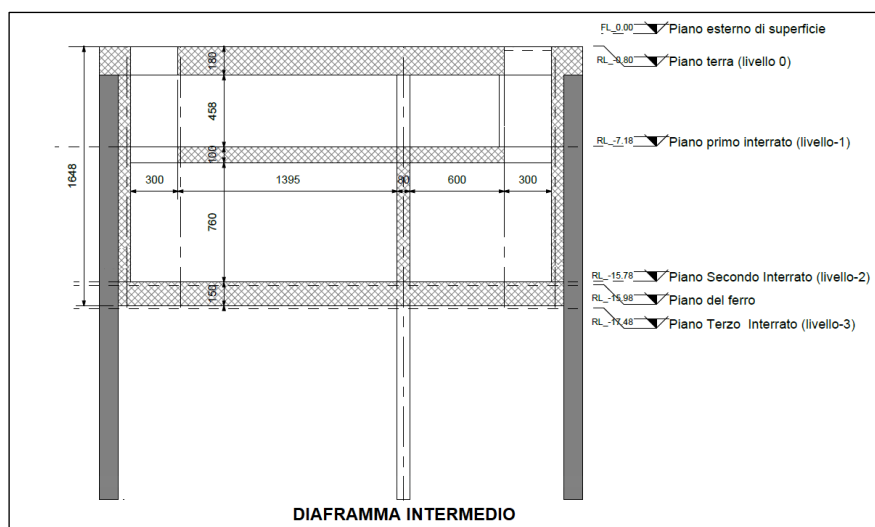 FL_0.00 Piano esterno di superficie
RL_-0.80 Piano terra (livello 0)
180
458
RL_-7.18 Piano primo interrato (livello-1)
100
1648
300 1395 80 600 300
760
RL_-15.78 Piano Secondo Interrato (livello-2)
150
RL_-15.98 Piano del ferro
RL_-17.48 Piano Terzo Interrato (livello-3)
DIAFRAMMA INTERMEDIO